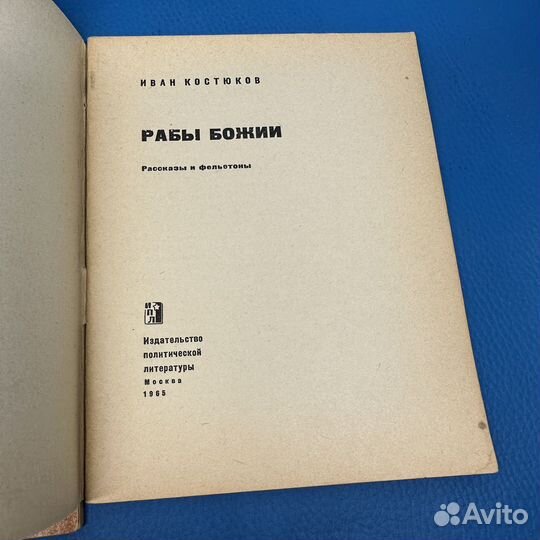 ИВАН КОСТЮКОВ
РАБЫ БОЖИИ
Рассказы и фельетоны
ИПЛ
Издательство
политической
литературы
Москва
1965
Avito